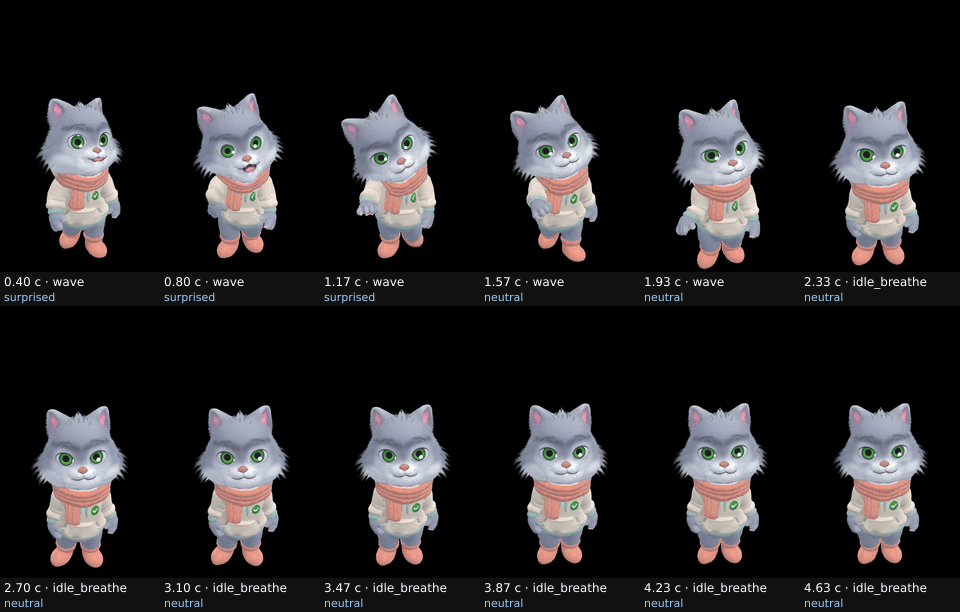 0.40 с · wave
surprised
0.80 с · wave
surprised
1.17 с · wave
surprised
1.57 с · wave
neutral
1.93 с · wave
neutral
2.33 с · idle_breathe
neutral
2.70 с · idle_breathe
neutral
3.10 с · idle_breathe
neutral
3.47 с · idle_breathe
neutral
3.87 с · idle_breathe
neutral
4.23 с · idle_breathe
neutral
4.63 с · idle_breathe
neutral